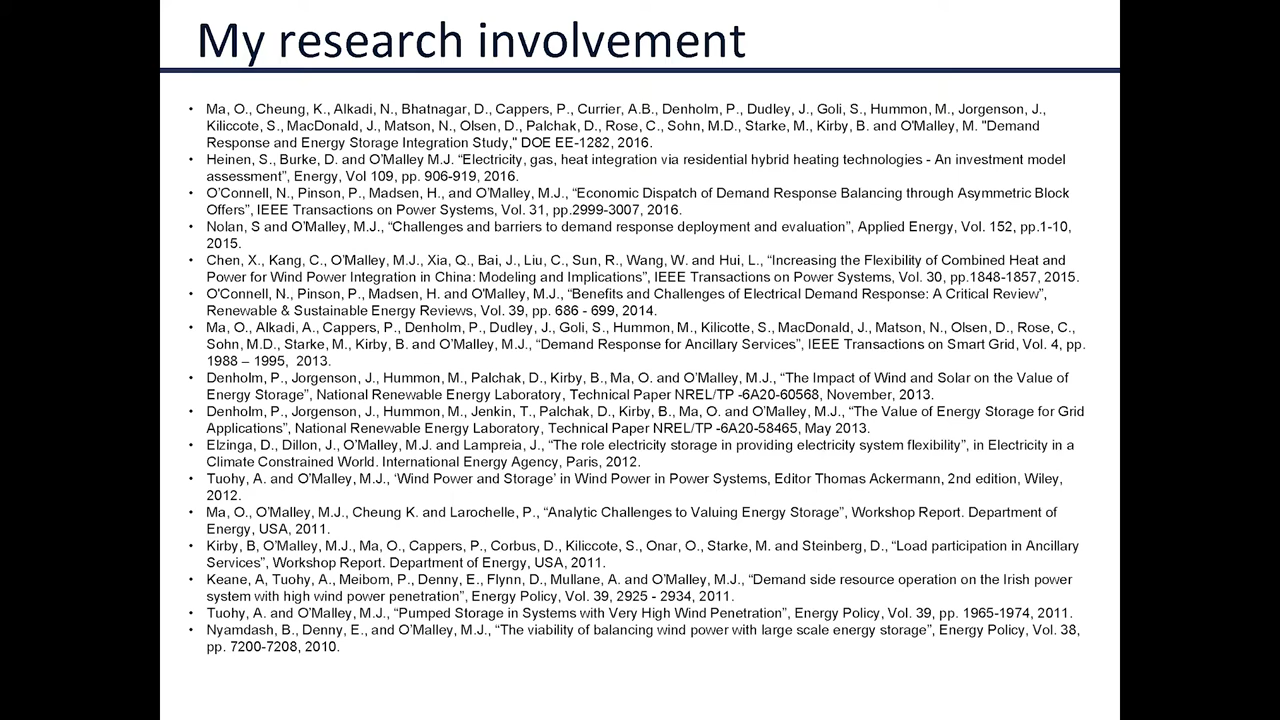 My research involvement
• Ma, O., Cheung, K., Alkadi, N., Bhatnagar, D., Cappers, P., Currier, A.B., Denholm, P., Dudley, J., Goli, S., Hummon, M., Jorgenson, J.,
Kiliccote, S., MacDonald, J., Matson, N., Olsen, D., Palchak, D., Rose, C., Sohn, M.D., Starke, M., Kirby, B. and O'Malley, M. "Demand
Response and Energy Storage Integration Study," DOE EE-1282, 2016.
• Heinen, S., Burke, D. and O'Malley M.J. “Electricity, gas, heat integration via residential hybrid heating technologies - An investment model
assessment”, Energy, Vol 109, pp. 906-919, 2016.
• O'Connell, N., Pinson, P., Madsen, H., and O'Malley, M.J., “Economic Dispatch of Demand Response Balancing through Asymmetric Block
Offers”, IEEE Transactions on Power Systems, Vol. 31, pp.2999-3007, 2016.
• Nolan, S and O'Malley, M.J., “Challenges and barriers to demand response deployment and evaluation”, Applied Energy, Vol. 152, pp.1-10,
2015.
• Chen, X., Kang, C., O'Malley, M.J., Xia, Q., Bai, J., Liu, C., Sun, R., Wang, W. and Hui, L., “Increasing the Flexibility of Combined Heat and
Power for Wind Power Integration in China: Modeling and Implications”, IEEE Transactions on Power Systems, Vol. 30, pp.1848-1857, 2015.
• O'Connell, N., Pinson, P., Madsen, H. and O'Malley, M.J., “Benefits and Challenges of Electrical Demand Response: A Critical Review”,
Renewable & Sustainable Energy Reviews, Vol. 39, pp. 686 - 699, 2014.
• Ma, O., Alkadi, A., Cappers, P., Denholm, P., Dudley, J., Goli, S., Hummon, M., Kilicotte, S., MacDonald, J., Matson, N., Olsen, D., Rose, C.,
Sohn, M.D., Starke, M., Kirby, B. and O'Malley, M.J., “Demand Response for Ancillary Services”, IEEE Transactions on Smart Grid, Vol. 4, pp.
1988 – 1995, 2013.
• Denholm, P., Jorgenson, J., Hummon, M., Palchak, D., Kirby, B., Ma, O. and O'Malley, M.J., “The Impact of Wind and Solar on the Value of
Energy Storage”, National Renewable Energy Laboratory, Technical Paper NREL/TP -6A20-60568, November, 2013.
• Denholm, P., Jorgenson, J., Hummon, M., Jenkin, T., Palchak, D., Kirby, B., Ma, O. and O'Malley, M.J., “The Value of Energy Storage for Grid
Applications”, National Renewable Energy Laboratory, Technical Paper NREL/TP -6A20-58465, May 2013.
• Elzinga, D., Dillon, J., O'Malley, M.J. and Lampreia, J., “The role electricity storage in providing electricity system flexibility”, in Electricity in a
Climate Constrained World. International Energy Agency, Paris, 2012.
• Tuohy, A. and O'Malley, M.J., ‘Wind Power and Storage’ in Wind Power in Power Systems, Editor Thomas Ackermann, 2nd edition, Wiley,
2012.
• Ma, O., O'Malley, M.J., Cheung K. and Larochelle, P., “Analytic Challenges to Valuing Energy Storage”, Workshop Report. Department of
Energy, USA, 2011.
• Kirby, B, O'Malley, M.J., Ma, O., Cappers, P., Corbus, D., Kiliccote, S., Onar, O., Starke, M. and Steinberg, D., “Load participation in Ancillary
Services”, Workshop Report. Department of Energy, USA, 2011.
• Keane, A, Tuohy, A., Meibom, P., Denny, E., Flynn, D., Mullane, A. and O'Malley, M.J., “Demand side resource operation on the Irish power
system with high wind power penetration”, Energy Policy, Vol. 39, 2925 - 2934, 2011.
• Tuohy, A. and O'Malley, M.J., “Pumped Storage in Systems with Very High Wind Penetration”, Energy Policy, Vol. 39, pp. 1965-1974, 2011.
• Nyamdash, B., Denny, E., and O'Malley, M.J., “The viability of balancing wind power with large scale energy storage”, Energy Policy, Vol. 38,
pp. 7200-7208, 2010.